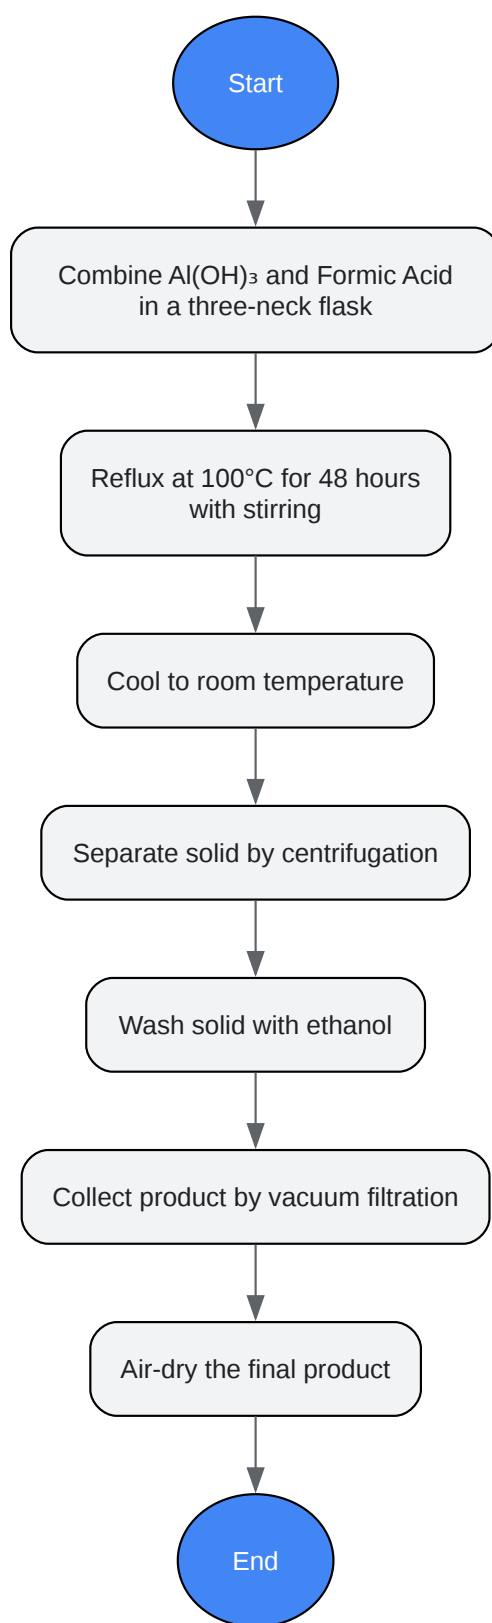 Start
Combine Al(OH)₃ and Formic Acid
in a three-neck flask
Reflux at 100°C for 48 hours
with stirring
Cool to room temperature
Separate solid by centrifugation
Wash solid with ethanol
Collect product by vacuum filtration
Air-dry the final product
End